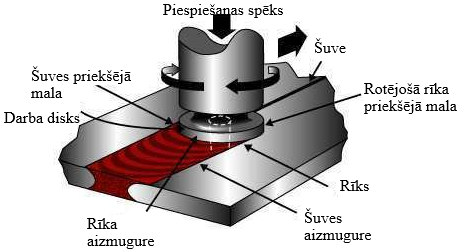 Piespiešanas spēks
Šuve
Šuves priekšējā
mala
Rotējošā rīka
priekšējā mala
Darba disks
Rīks
Rīka
aizmugure
Šuves
aizmugure